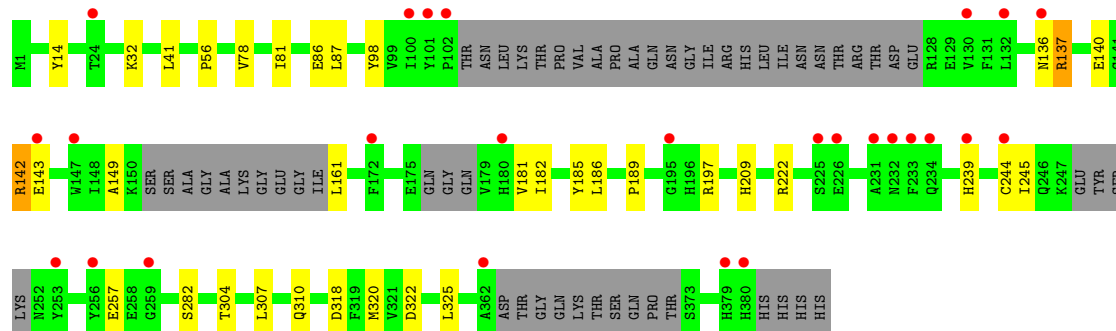 M1 Y14 T24 K32 L41 P56 V78 I81 E86 L87 Y98 V99 I100 Y101 P102 THR ASN LEU LYS THR PRO VAL ALA PRO ALA GLN ASN GLY ILE ARG HIS LEU ILE ASN ASN THR ARG THR ASP GLU R128 E129 V130 F131 L132 N136 R137 E140 G141
R142 E143 W147 I148 A149 K150 SER SER ALA GLY ALA LYS GLY GLU GLY ILE L161 F172 E175 GLN GLY GLN V179 H180 V181 I182 Y185 L186 P189 G195 H196 R197 H209 R222 S225 E226 A231 N232 F233 Q234 H239 C244 I245 Q246 K247 GLU TYR SER
LYS N252 Y253 Y256 E257 E258 G259 S282 T304 L307 Q310 D318 F319 M320 V321 D322 L325 A362 ASP THR GLY GLN LYS THR SER GLN PRO THR S373 H379 H380 HIS HIS HIS HIS